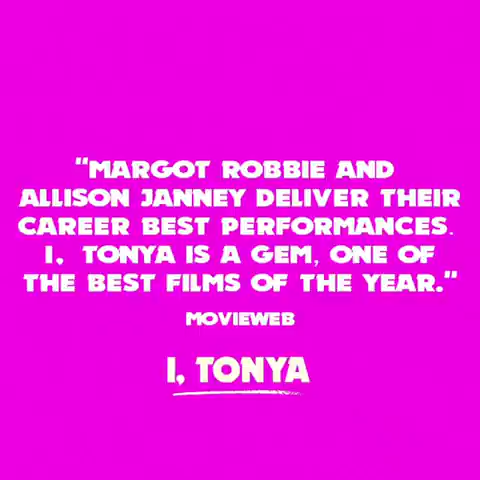 "MARGOT ROBBIE AND
ALLISON JANNEY DELIVER THEIR
CAREER BEST PERFORMANCES.
I, TONYA IS A GEM, ONE OF
THE BEST FILMS OF THE YEAR."
MOVIEWEB
I, TONYA